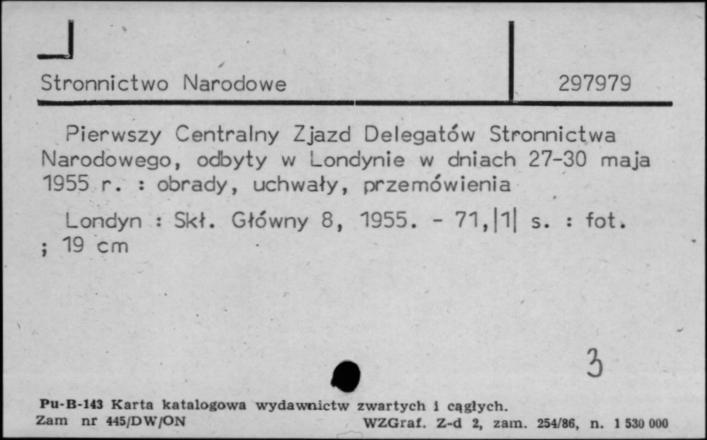 Stronnictwo Narodowe 297979
Pierwszy Centralny Zjazd Delegatów Stronnictwa
Narodowego, odbyty w Londynie w dniach 27-30 maja
1955 r. : obrady, uchwały, przemówienia
Londyn : Skł. Główny 8, 1955. - 71,|1| s. : fot.
; 19 cm
3
Pu-B-143 Karta katalogowa wydawnictw zwartych i cągłych.
Zam nr 445/DW/ON WZGraf. Z-d 2, zam. 254/86, n. 1 530 000